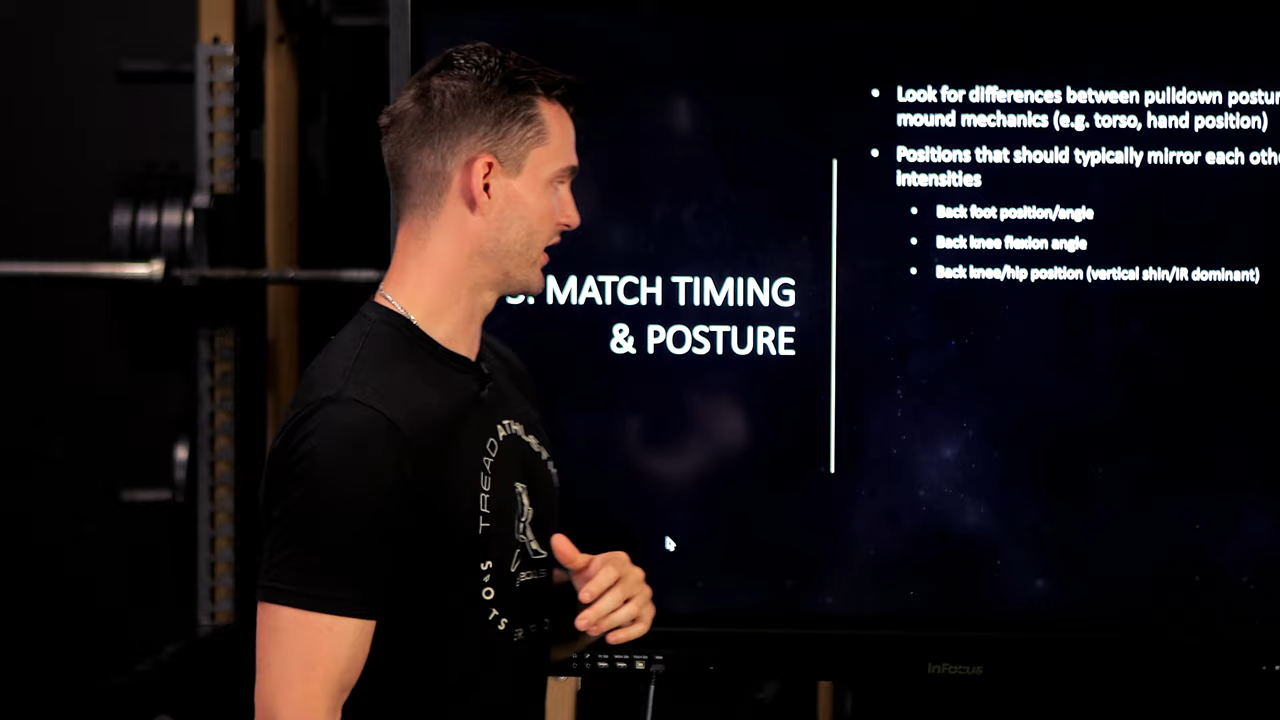 Look for differences between pulldown postur
mound mechanics (e.g. torso, hand position)
Positions that should typically mirror each othe
intensities
Back foot position/angle
Back knee flexion angle
Back knee/hip position (vertical shin/IR dominant)
MATCH TIMING
& POSTURE
TREAD ATHLETI
InFocus